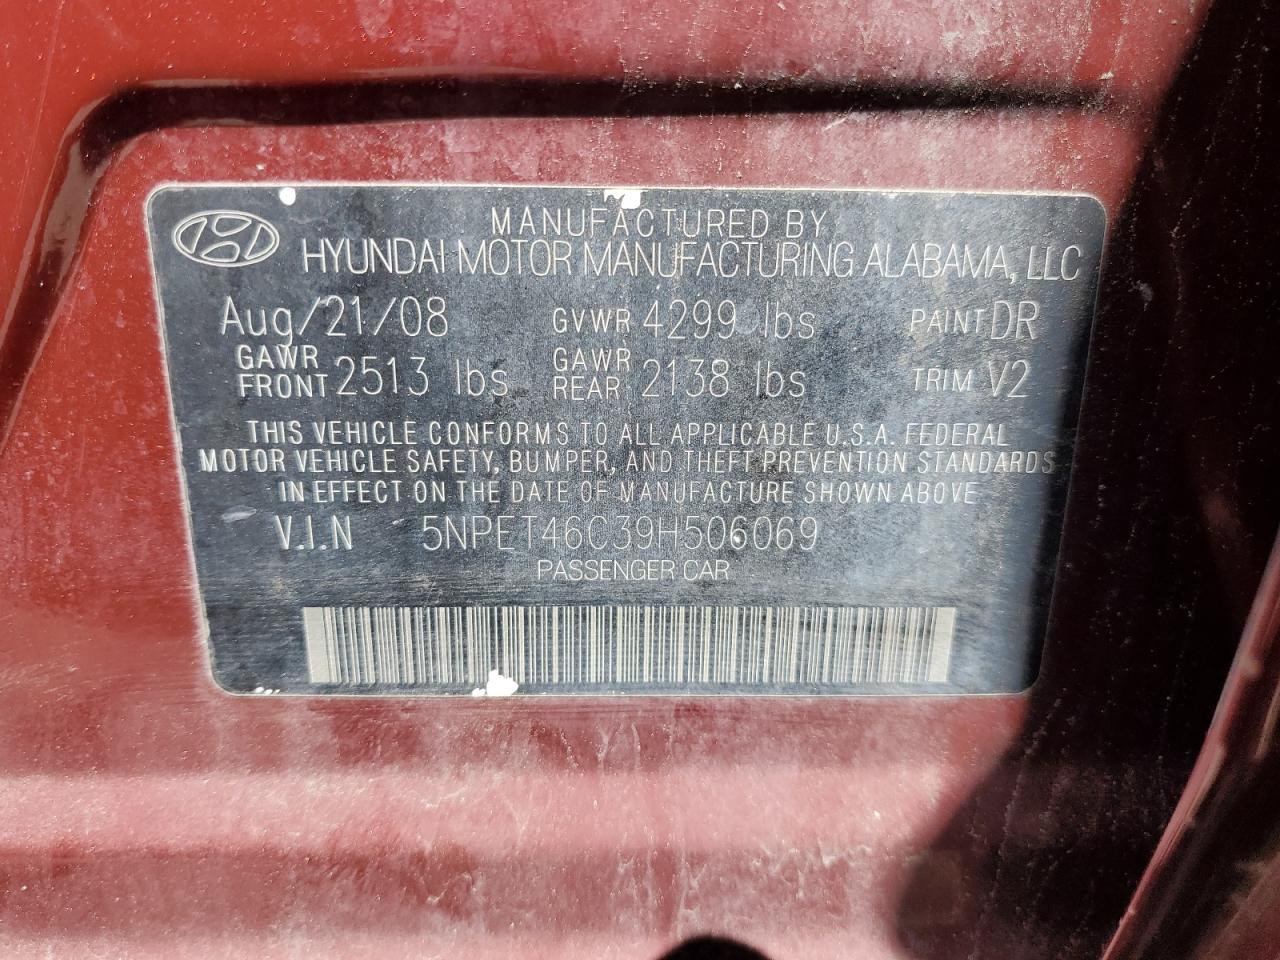 MANUFACTURED BY
HYUNDAI MOTOR MANUFACTURING ALABAMA, LLC
Aug/21/08 GVWR 4299 lbs PAINT DR
GAWR FRONT 2513 lbs GAWR REAR 2138 lbs TRIM V2
THIS VEHICLE CONFORMS TO ALL APPLICABLE U.S.A. FEDERAL
MOTOR VEHICLE SAFETY, BUMPER, AND THEFT PREVENTION STANDARDS
IN EFFECT ON THE DATE OF MANUFACTURE SHOWN ABOVE
V.I.N 5NPET46C39H506069
PASSENGER CAR